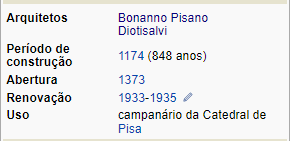 Arquitetos Bonanno Pisano
Diotisalvi
Período de
construção 1174 (848 anos)
Abertura 1373
Renovação 1933-1935
Uso campanário da Catedral de
Pisa